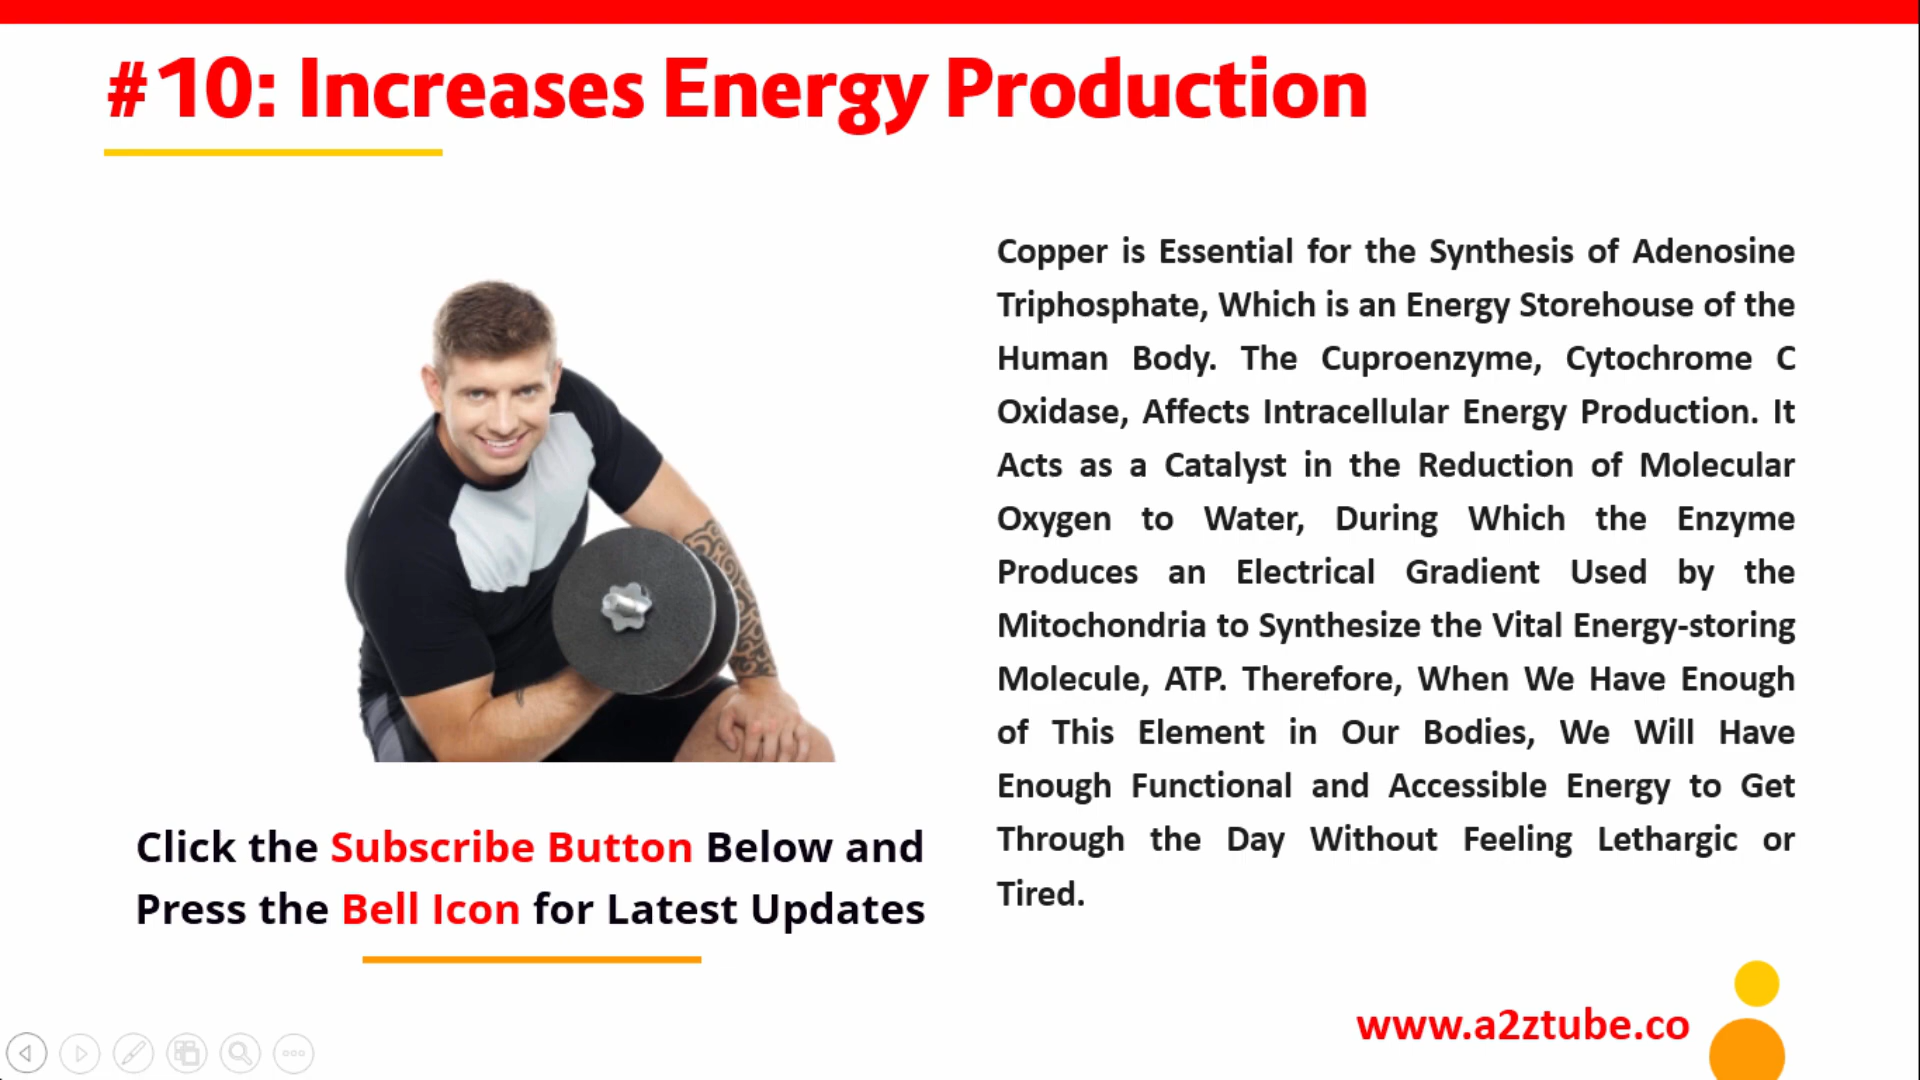 #10: Increases Energy Production
Copper is Essential for the Synthesis of Adenosine
Triphosphate, Which is an Energy Storehouse of the
Human Body. The Cuproenzyme, Cytochrome C
Oxidase, Affects Intracellular Energy Production. It
Acts as a Catalyst in the Reduction of Molecular
Oxygen to Water, During Which the Enzyme
Produces an Electrical Gradient Used by the
Mitochondria to Synthesize the Vital Energy-storing
Molecule, ATP. Therefore, When We Have Enough
of This Element in Our Bodies, We Will Have
Enough Functional and Accessible Energy to Get
Through the Day Without Feeling Lethargic or
Tired.
Click the Subscribe Button Below and
Press the Bell Icon for Latest Updates
www.a2ztube.co